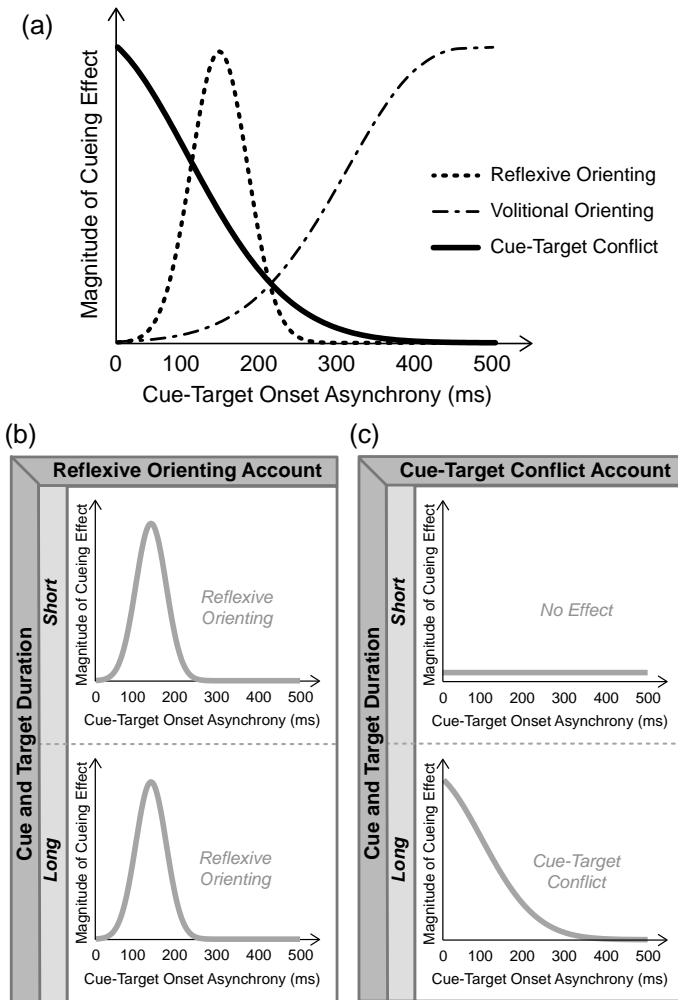 (a)
Magnitude of Cueing Effect
Reflexive Orienting
Volitional Orienting
Cue-Target Conflict
0 100 200 300 400 500
Cue-Target Onset Asynchrony (ms)
(b)
Reflexive Orienting Account
Cue and Target Duration
Short
Magnitude of Cueing Effect
Reflexive
Orienting
0 100 200 300 400 500
Cue-Target Onset Asynchrony (ms)
Long
Magnitude of Cueing Effect
Reflexive
Orienting
0 100 200 300 400 500
Cue-Target Onset Asynchrony (ms)
(c)
Cue-Target Conflict Account
Cue and Target Duration
Short
Magnitude of Cueing Effect
No Effect
0 100 200 300 400 500
Cue-Target Onset Asynchrony (ms)
Long
Magnitude of Cueing Effect
Cue-Target
Conflict
0 100 200 300 400 500
Cue-Target Onset Asynchrony (ms)